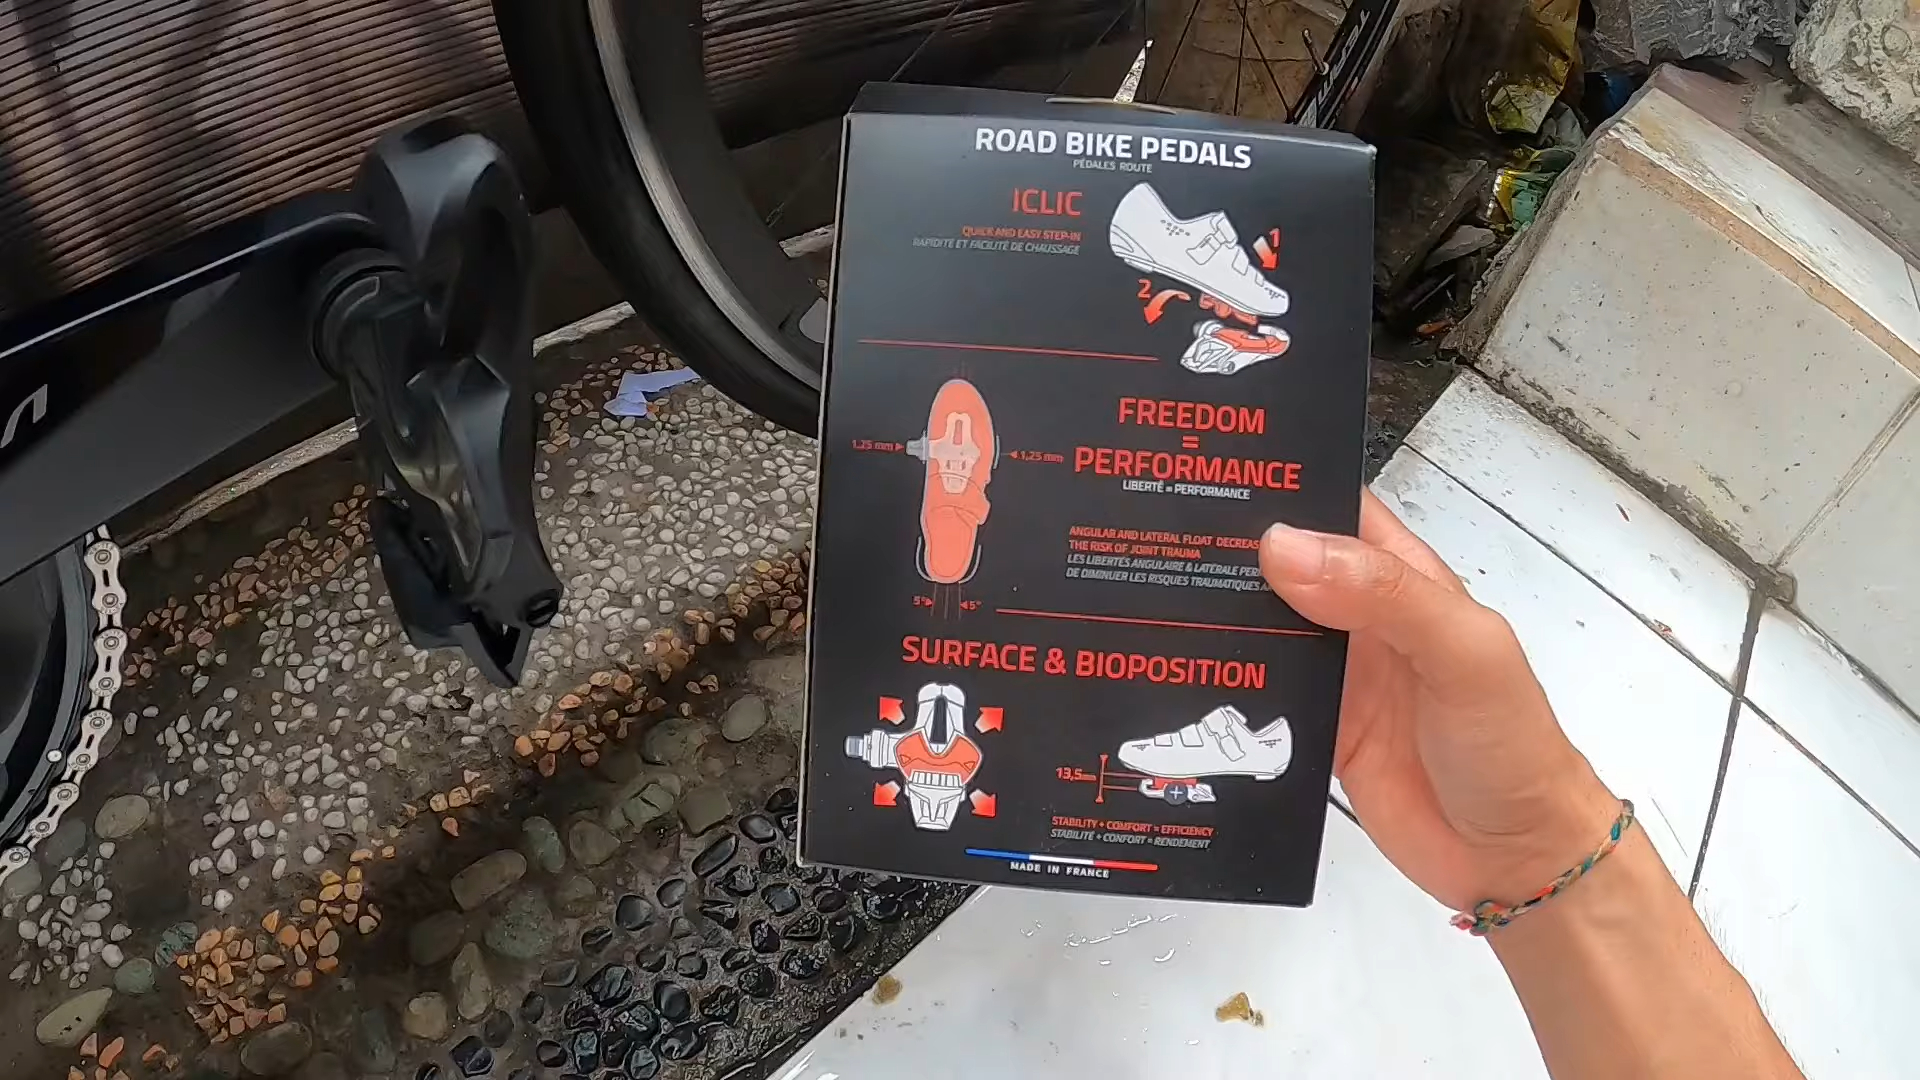 ROAD BIKE PEDALS
PÉDALES ROUTE
ICLIC
QUICK AND EASY STEP-IN
RAPIDITÉ ET FACILITÉ DE CHAUSSAGE
1
2
FREEDOM
=
PERFORMANCE
LIBERTÉ = PERFORMANCE
1,25 mm
1,25 mm
ANGULAR AND LATERAL FLOAT DECREAS
THE RISK OF JOINT TRAUMA
LES LIBERTÉS ANGULAIRE & LATERALE PER
DE DIMINUER LES RISQUES TRAUMATIQUES A
5°
5°
SURFACE & BIOPOSITION
13,5mm
STABILITY + COMFORT = EFFICIENCY
STABILITÉ + CONFORT = RENDEMENT
MADE IN FRANCE